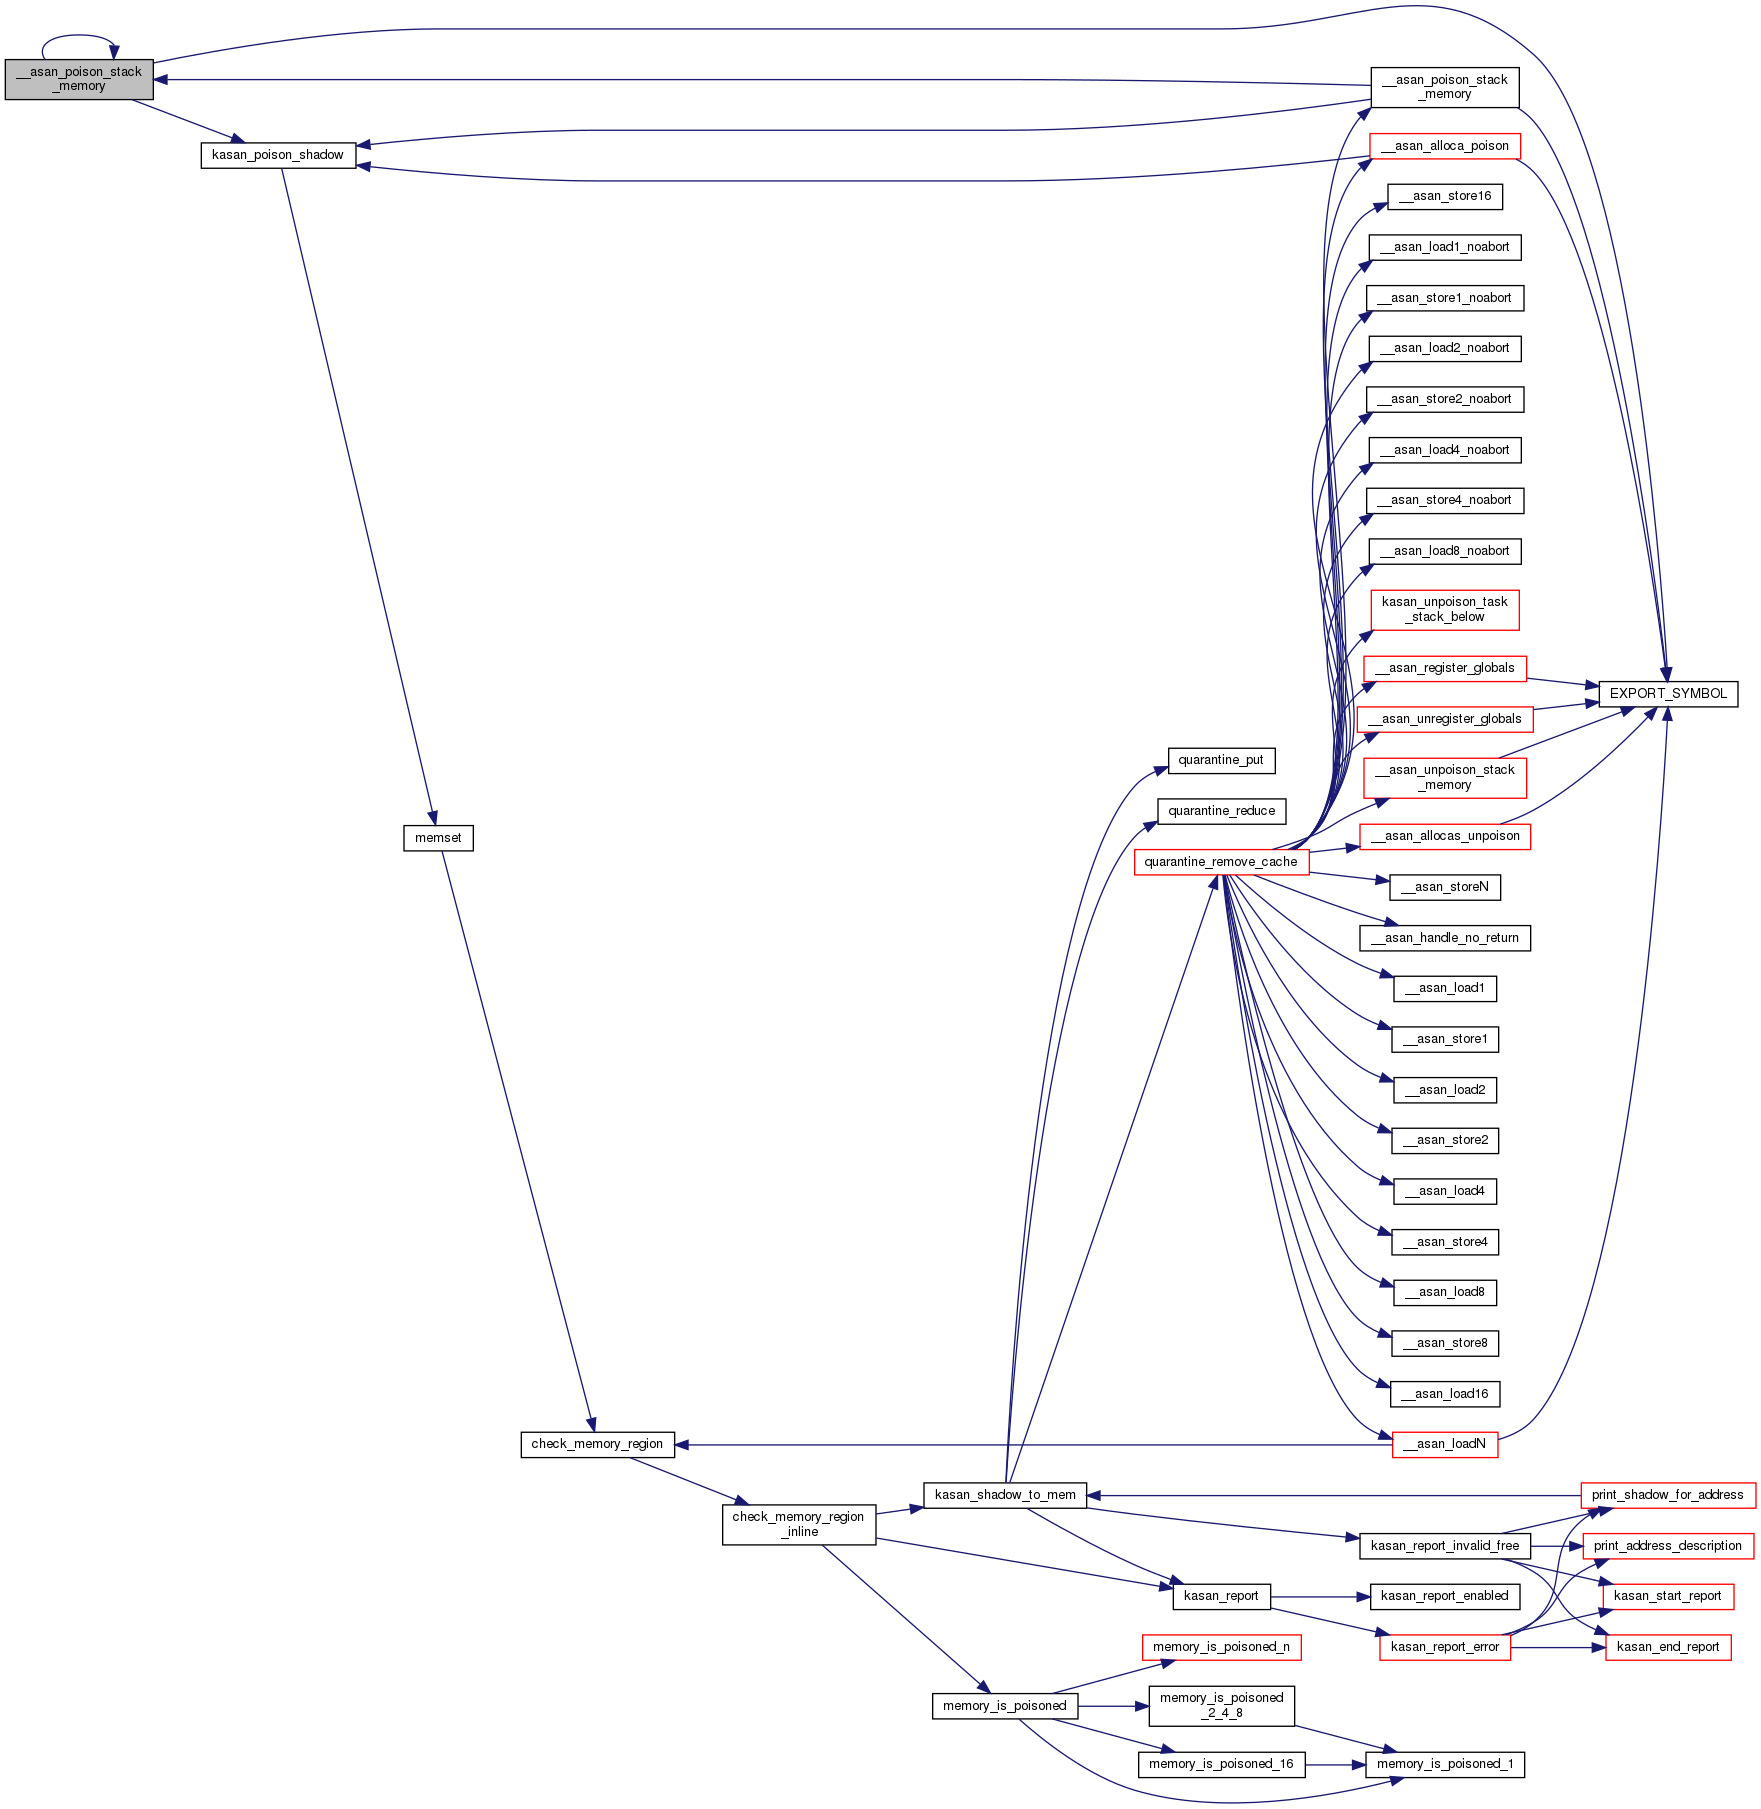 __asan_poison_stack
_memory
kasan_poison_shadow
memset
check_memory_region
check_memory_region
_inline
kasan_shadow_to_mem
quarantine_put
quarantine_reduce
quarantine_remove_cache
__asan_poison_stack
_memory
__asan_alloca_poison
__asan_store16
__asan_load1_noabort
__asan_store1_noabort
__asan_load2_noabort
__asan_store2_noabort
__asan_load4_noabort
__asan_store4_noabort
__asan_load8_noabort
kasan_unpoison_task
_stack_below
__asan_register_globals
__asan_unregister_globals
__asan_unpoison_stack
_memory
__asan_allocas_unpoison
__asan_storeN
__asan_handle_no_return
__asan_load1
__asan_store1
__asan_load2
__asan_store2
__asan_load4
__asan_store4
__asan_load8
__asan_store8
__asan_load16
__asan_loadN
EXPORT_SYMBOL
kasan_report_invalid_free
print_shadow_for_address
print_address_description
kasan_start_report
kasan_end_report
kasan_report
kasan_report_enabled
kasan_report_error
memory_is_poisoned
memory_is_poisoned_n
memory_is_poisoned
_2_4_8
memory_is_poisoned_16
memory_is_poisoned_1